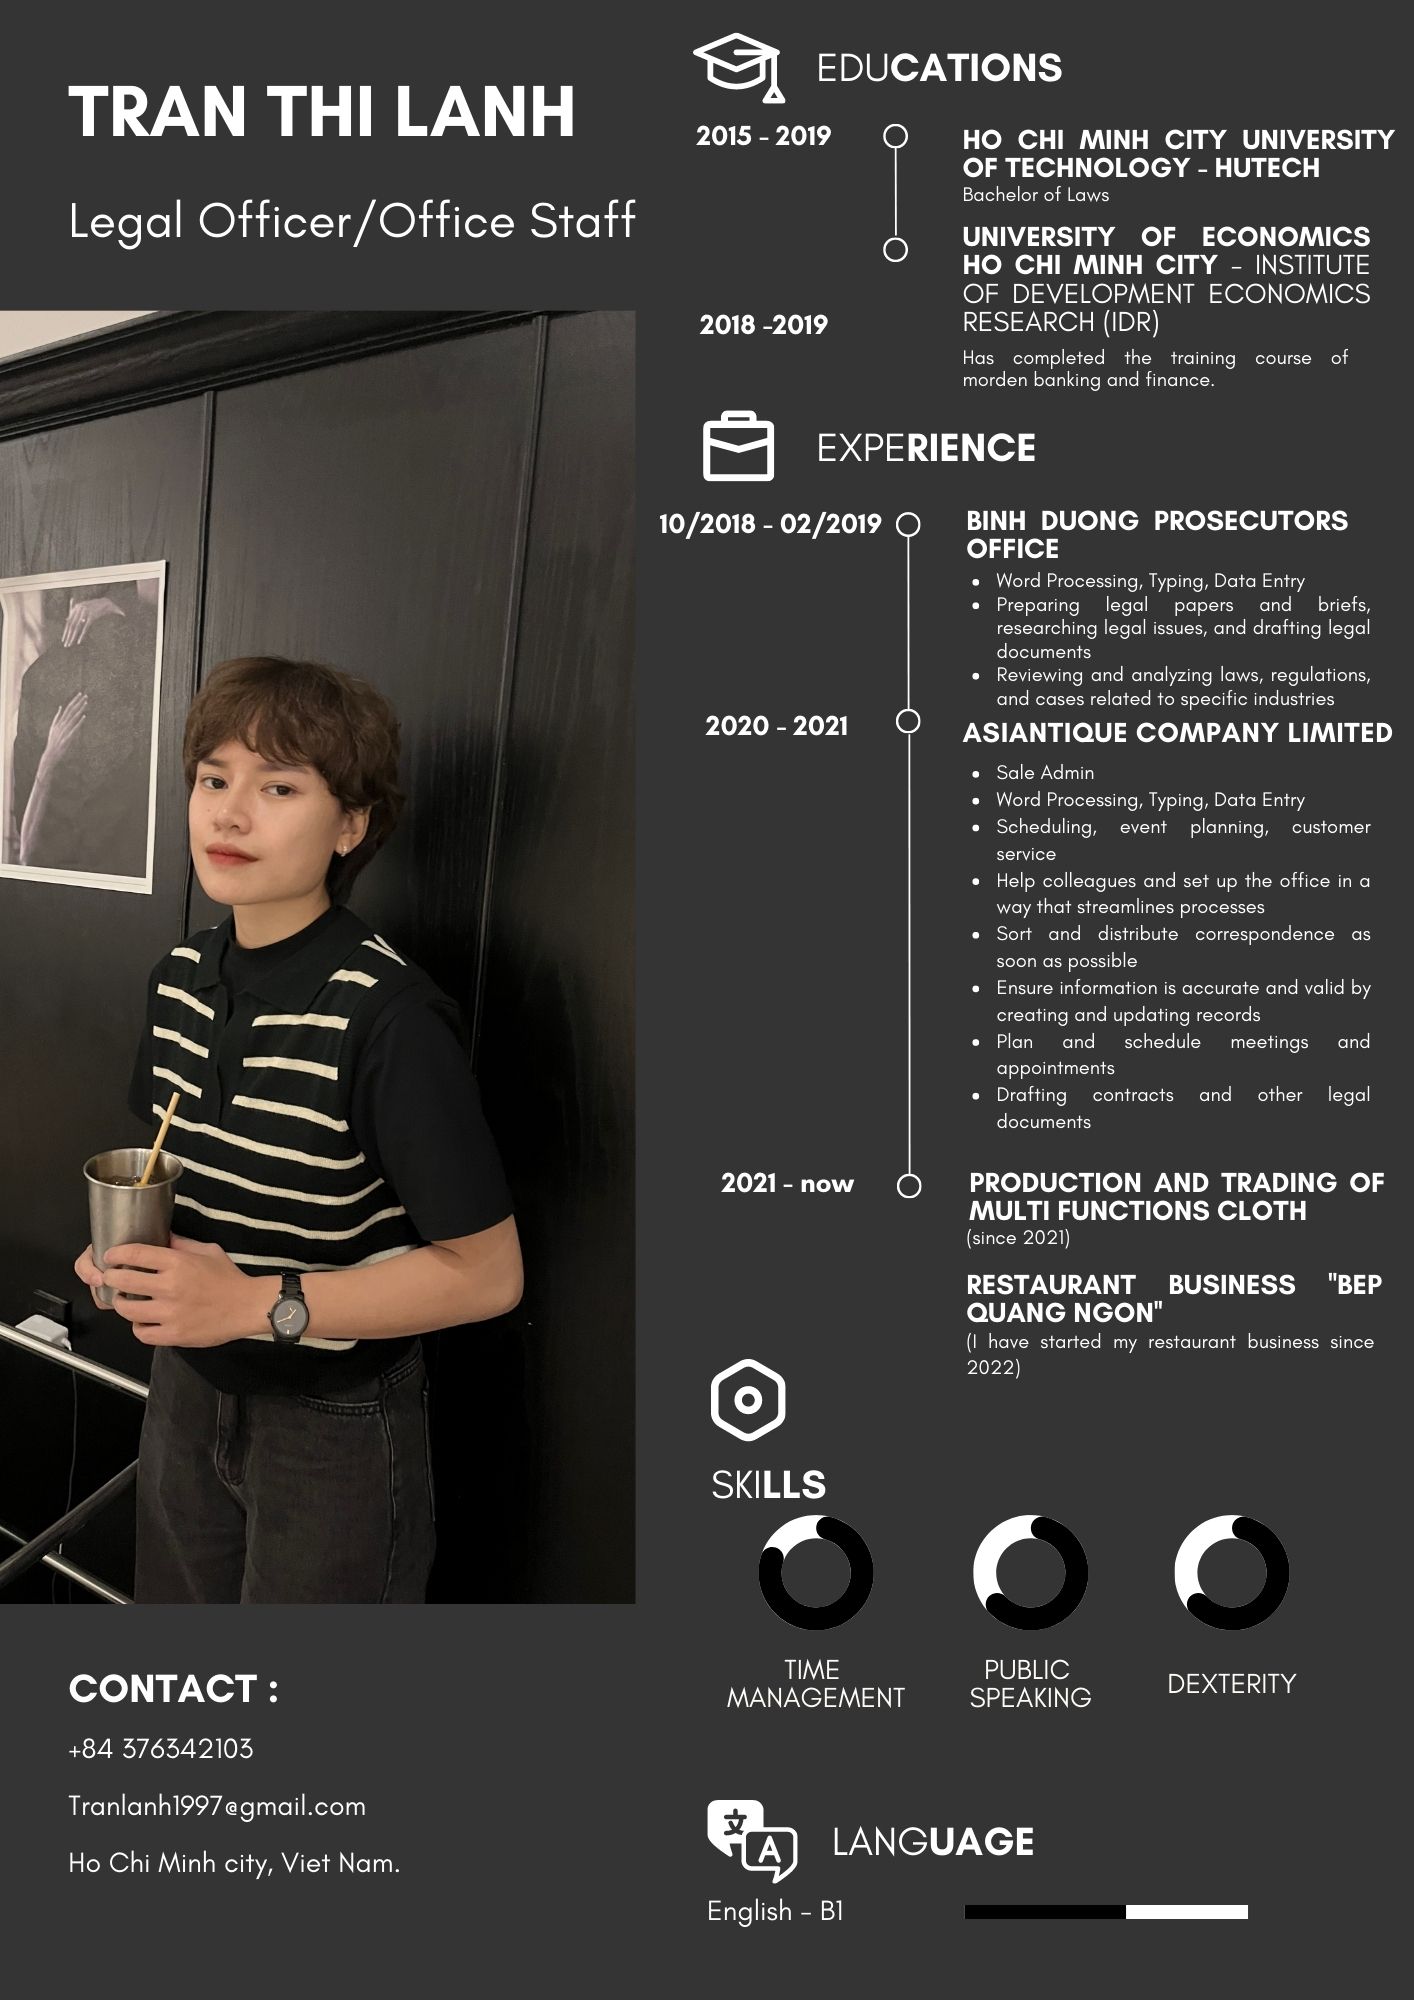 TRAN THI LANH
Legal Officer/Office Staff
CONTACT :
+84 376342103
Tranlanh1997@gmail.com
Ho Chi Minh city, Viet Nam.
EDUCATIONS
2015 - 2019
HO CHI MINH CITY UNIVERSITY
OF TECHNOLOGY - HUTECH
Bachelor of Laws
2018 -2019
UNIVERSITY OF ECONOMICS
HO CHI MINH CITY - INSTITUTE
OF DEVELOPMENT ECONOMICS
RESEARCH (IDR)
Has completed the training course of
morden banking and finance.
EXPERIENCE
10/2018 - 02/2019
BINH DUONG PROSECUTORS
OFFICE
• Word Processing, Typing, Data Entry
• Preparing legal papers and briefs,
researching legal issues, and drafting legal
documents
• Reviewing and analyzing laws, regulations,
and cases related to specific industries
2020 - 2021
ASIANTIQUE COMPANY LIMITED
• Sale Admin
• Word Processing, Typing, Data Entry
• Scheduling, event planning, customer
service
• Help colleagues and set up the office in a
way that streamlines processes
• Sort and distribute correspondence as
soon as possible
• Ensure information is accurate and valid by
creating and updating records
• Plan and schedule meetings and
appointments
• Drafting contracts and other legal
documents
2021 - now
PRODUCTION AND TRADING OF
MULTI FUNCTIONS CLOTH
(since 2021)
RESTAURANT BUSINESS "BEP
QUANG NGON"
(I have started my restaurant business since
2022)
SKILLS
TIME
MANAGEMENT
PUBLIC
SPEAKING
DEXTERITY
文
A
LANGUAGE
English - B1